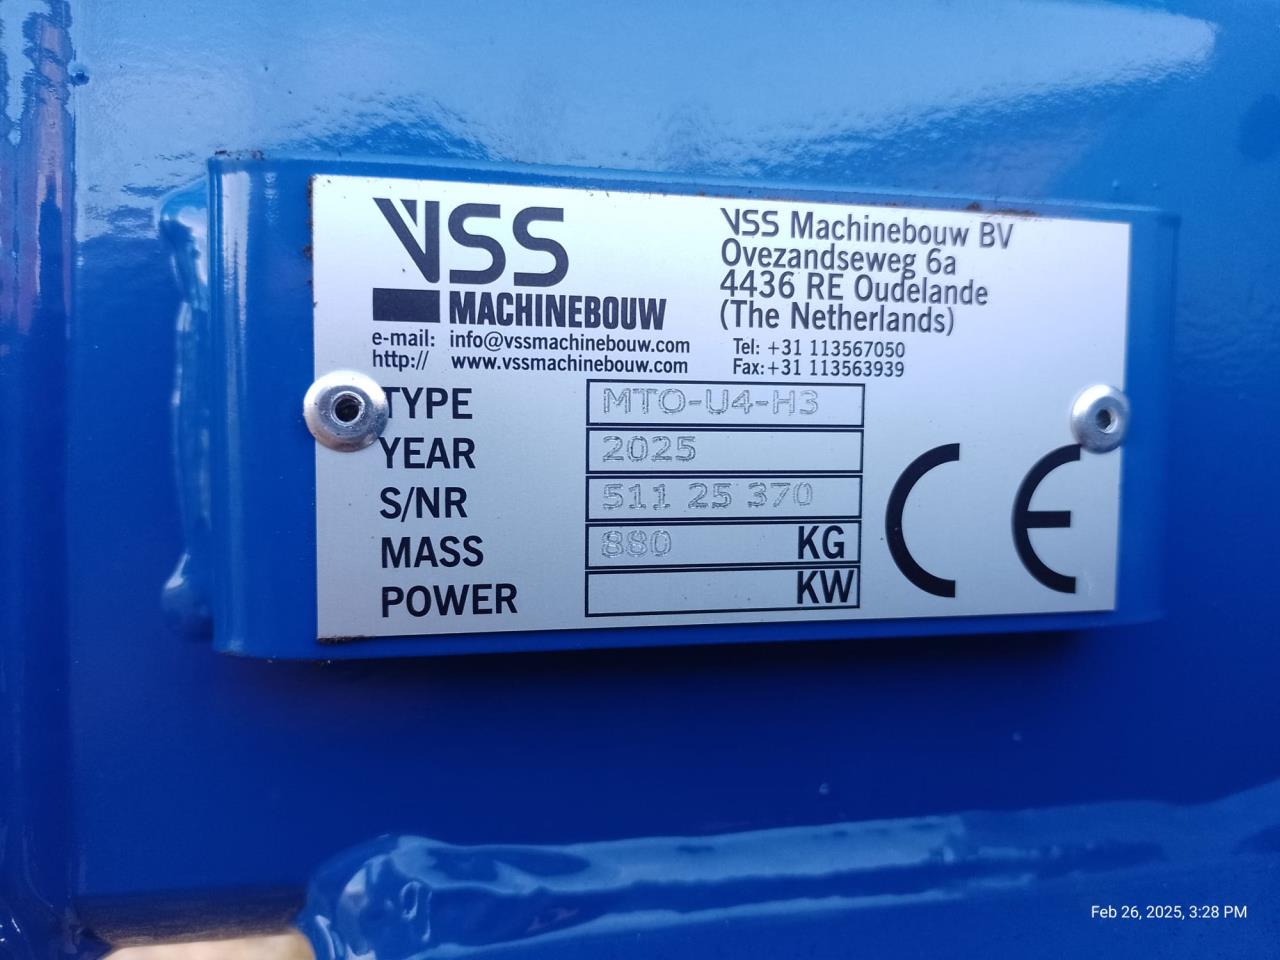 VSS
MACHINEBOUW
e-mail: info@vssmachinebouw.com
http:// www.vssmachinebouw.com
VSS Machinebouw BV
Ovezandseweg 6a
4436 RE Oudelande
(The Netherlands)
Tel: +31 113567050
Fax:+31 113563939
TYPE MTO-U4-H3
YEAR 2025
S/NR 511 25 370
MASS 880 KG
POWER KW
CE
Feb 26, 2025, 3:28 PM